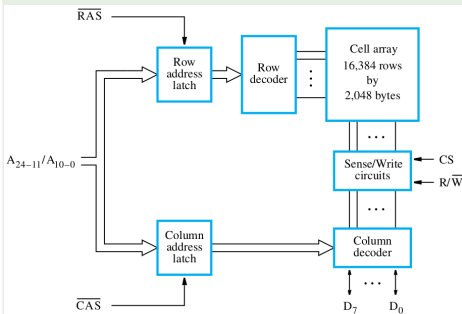 RAS
Row
address
latch
Row
decoder
Cell array
16,384 rows
by
2,048 bytes
A24–11/A10–0
Sense/Write
circuits
CS
R/W
Column
address
latch
Column
decoder
CAS
D7
D0